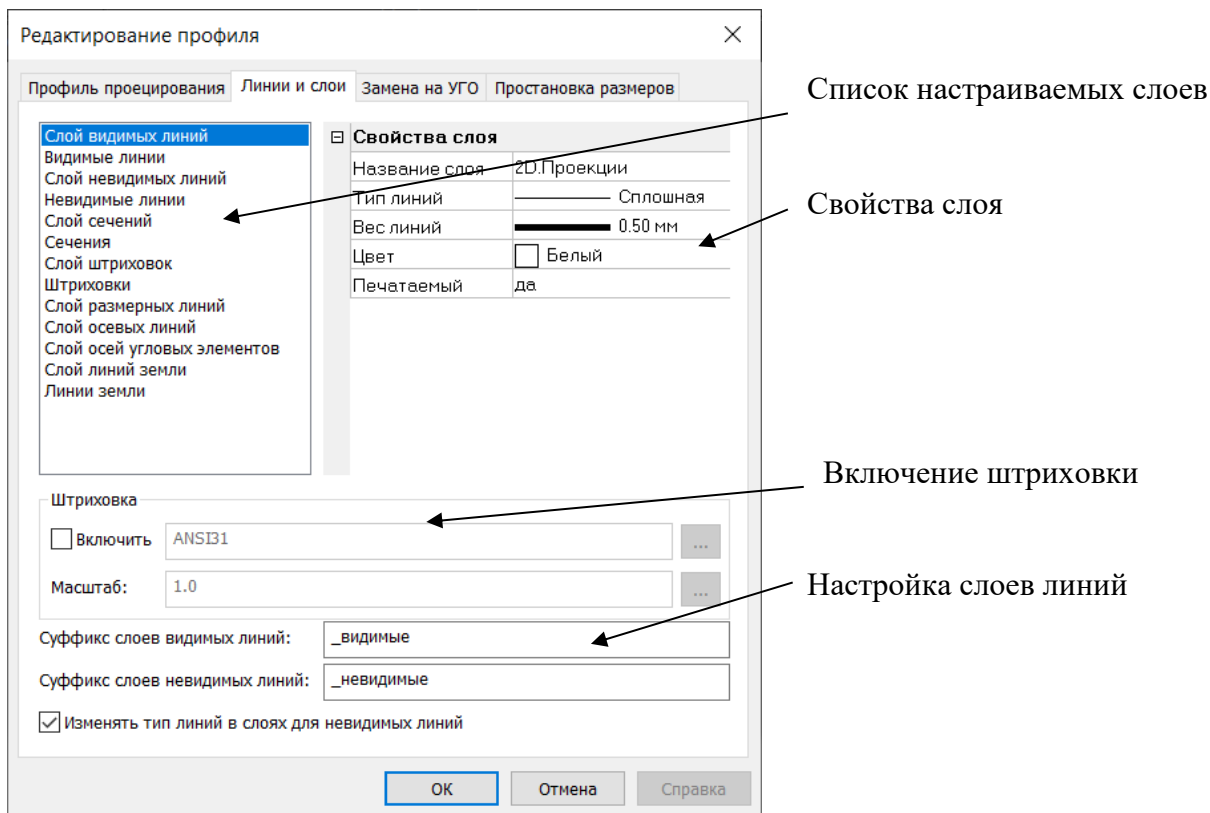 Редактирование профиля
Профиль проецирования Линии и слои Замена на УГО Простановка размеров
Список настраиваемых слоев
Слой видимых линий
Видимые линии
Слой невидимых линий
Невидимые линии
Слой сечений
Сечения
Слой штриховок
Штриховки
Слой размерных линий
Слой осевых линий
Слой осей угловых элементов
Слой линий земли
Линии земли
Свойства слоя
Название слоя 2D.Проекции
Тип линий Сплошная
Вес линий 0.50 мм
Цвет Белый
Печатаемый да
Свойства слоя
Включение штриховки
Штриховка
Включить ANSI31 ...
Масштаб: 1.0 ...
Настройка слоев линий
Суффикс слоев видимых линий: _видимые
Суффикс слоев невидимых линий: _невидимые
Изменять тип линий в слоях для невидимых линий
ОК Отмена Справка